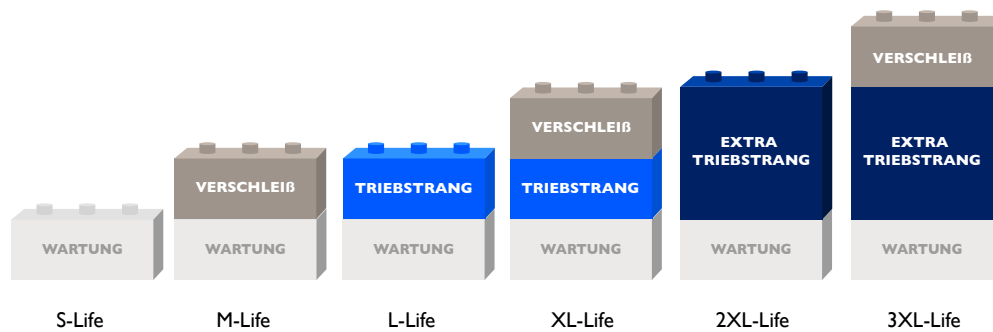 WARTUNG
S-Life
VERSCHLEIß
WARTUNG
M-Life
TRIEBSTRANG
WARTUNG
L-Life
VERSCHLEIß
TRIEBSTRANG
WARTUNG
XL-Life
EXTRA
TRIEBSTRANG
WARTUNG
2XL-Life
VERSCHLEIß
EXTRA
TRIEBSTRANG
WARTUNG
3XL-Life